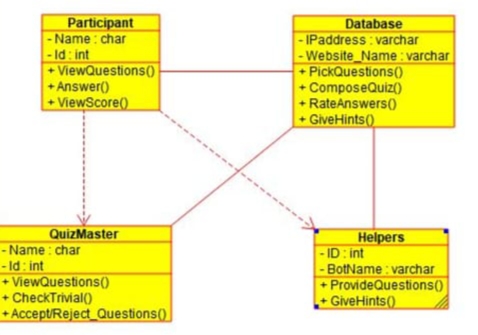 Participant
- Name : char
- Id : int
+ ViewQuestions()
+ Answer()
+ ViewScore()
Database
- IPaddress : varchar
- Website_Name : varchar
+ PickQuestions()
+ ComposeQuiz()
+ RateAnswers()
+ GiveHints()
QuizMaster
- Name : char
- Id : int
+ ViewQuestions()
+ CheckTrivial()
+ Accept/Reject_Questions()
Helpers
- ID : int
- BotName : varchar
+ ProvideQuestions()
+ GiveHints()